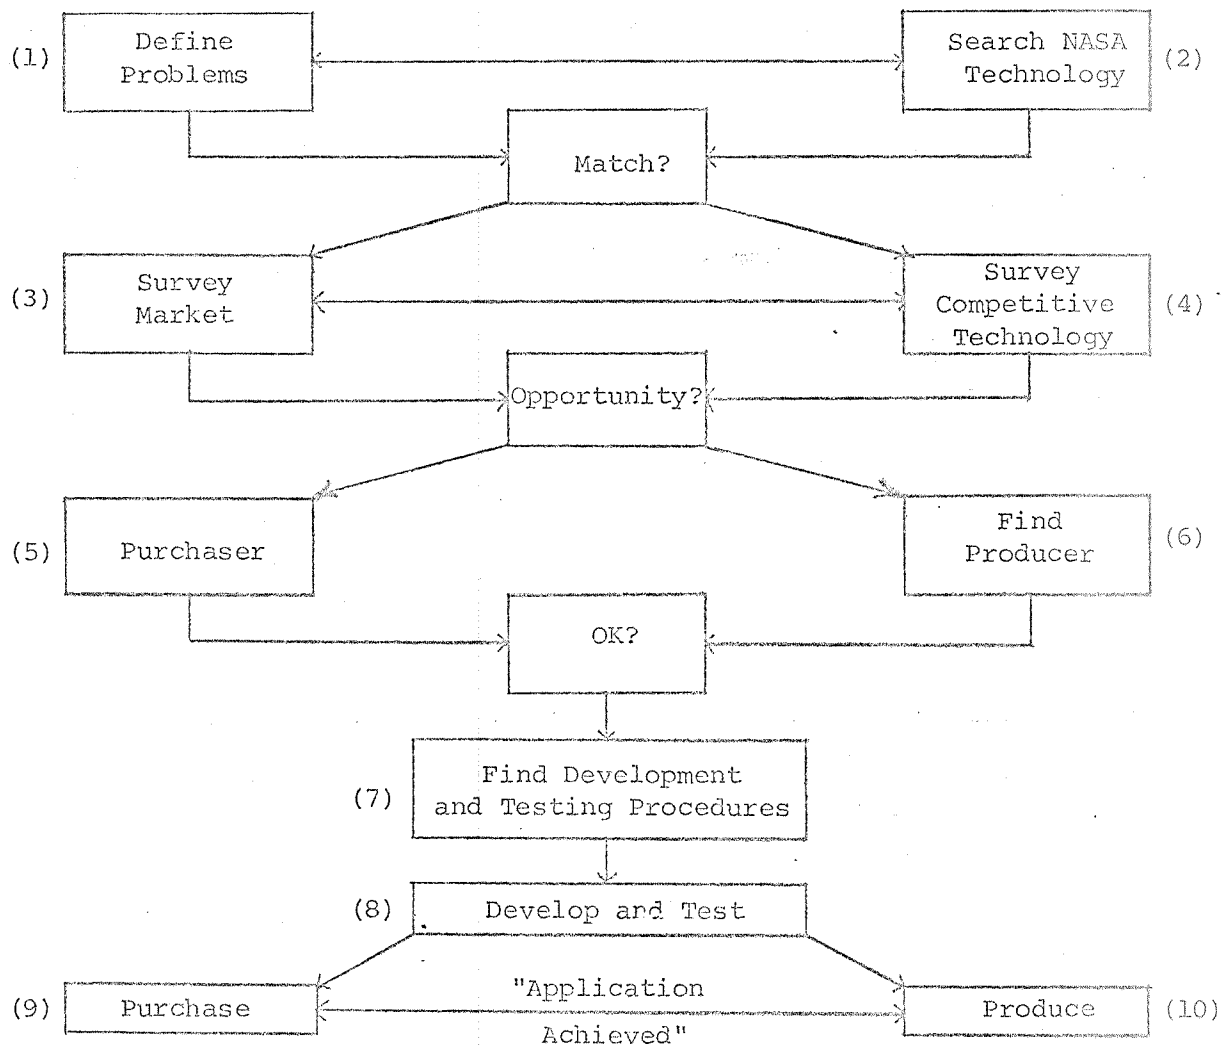 (1)
Define
Problems
Search NASA
Technology
(2)
Match?
(3)
Survey
Market
Survey
Competitive
Technology
(4)
Opportunity?
(5)
Purchaser
Find
Producer
(6)
OK?
(7)
Find Development
and Testing Procedures
(8)
Develop and Test
(9)
Purchase
"Application
Achieved"
Produce
(10)